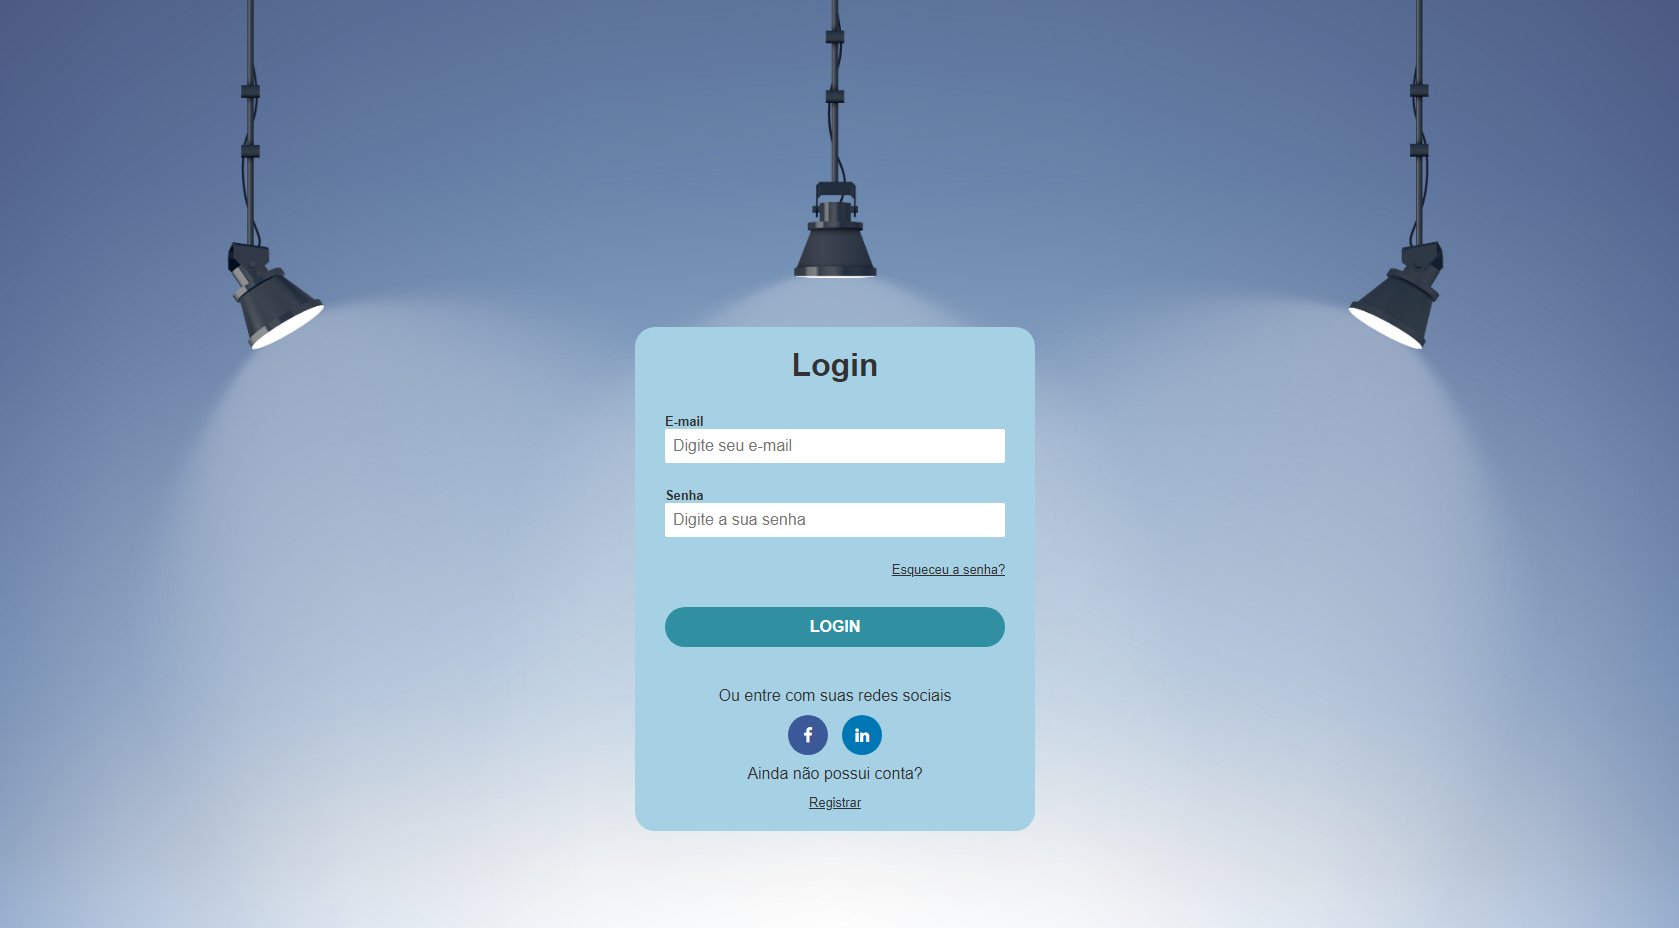 Login
E-mail
Digite seu e-mail
Senha
Digite a sua senha
Esqueceu a senha?
LOGIN
Ou entre com suas redes sociais
f in
Ainda não possui conta?
Registrar